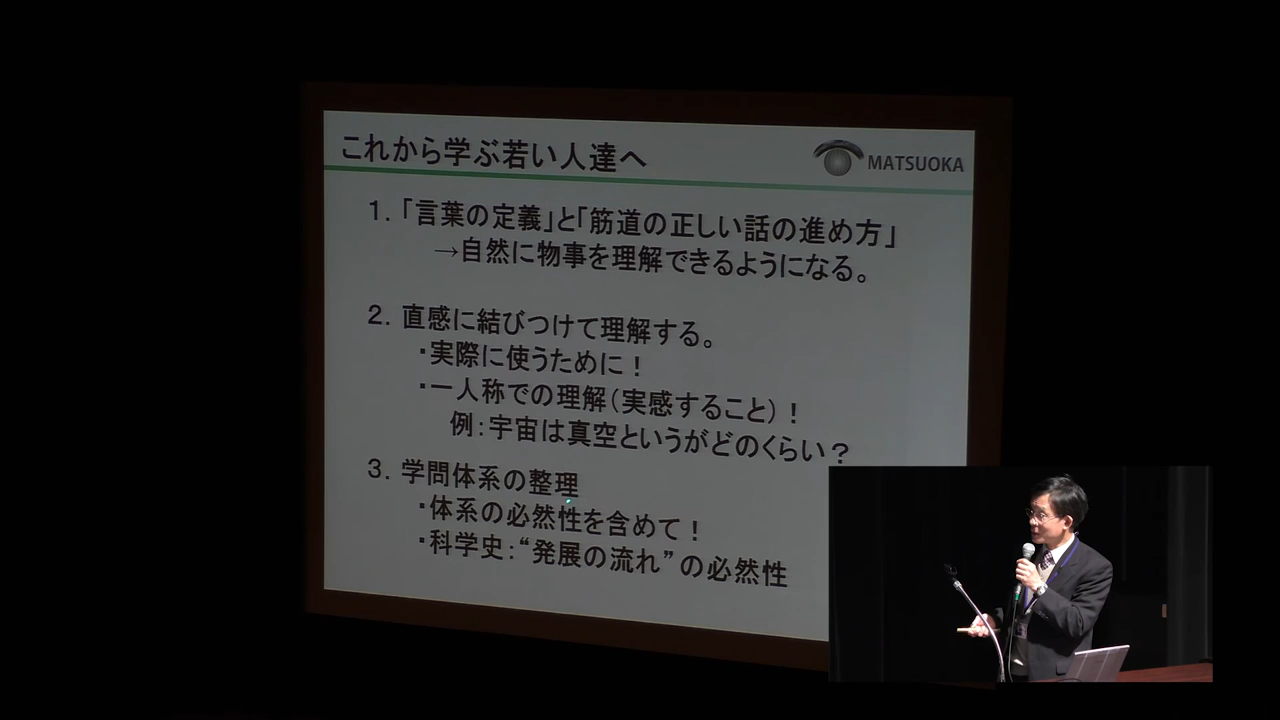 これから学ぶ若い人達へ
MATSUOKA
1. 「言葉の定義」と「筋道の正しい話の進め方」
→自然に物事を理解できるようになる。
2. 直感に結びつけて理解する。
・実際に使うために！
・一人称での理解（実感すること）！
例：宇宙は真空というがどのくらい？
3. 学問体系の整理
・体系の必然性を含めて！
・科学史：“発展の流れ”の必然性